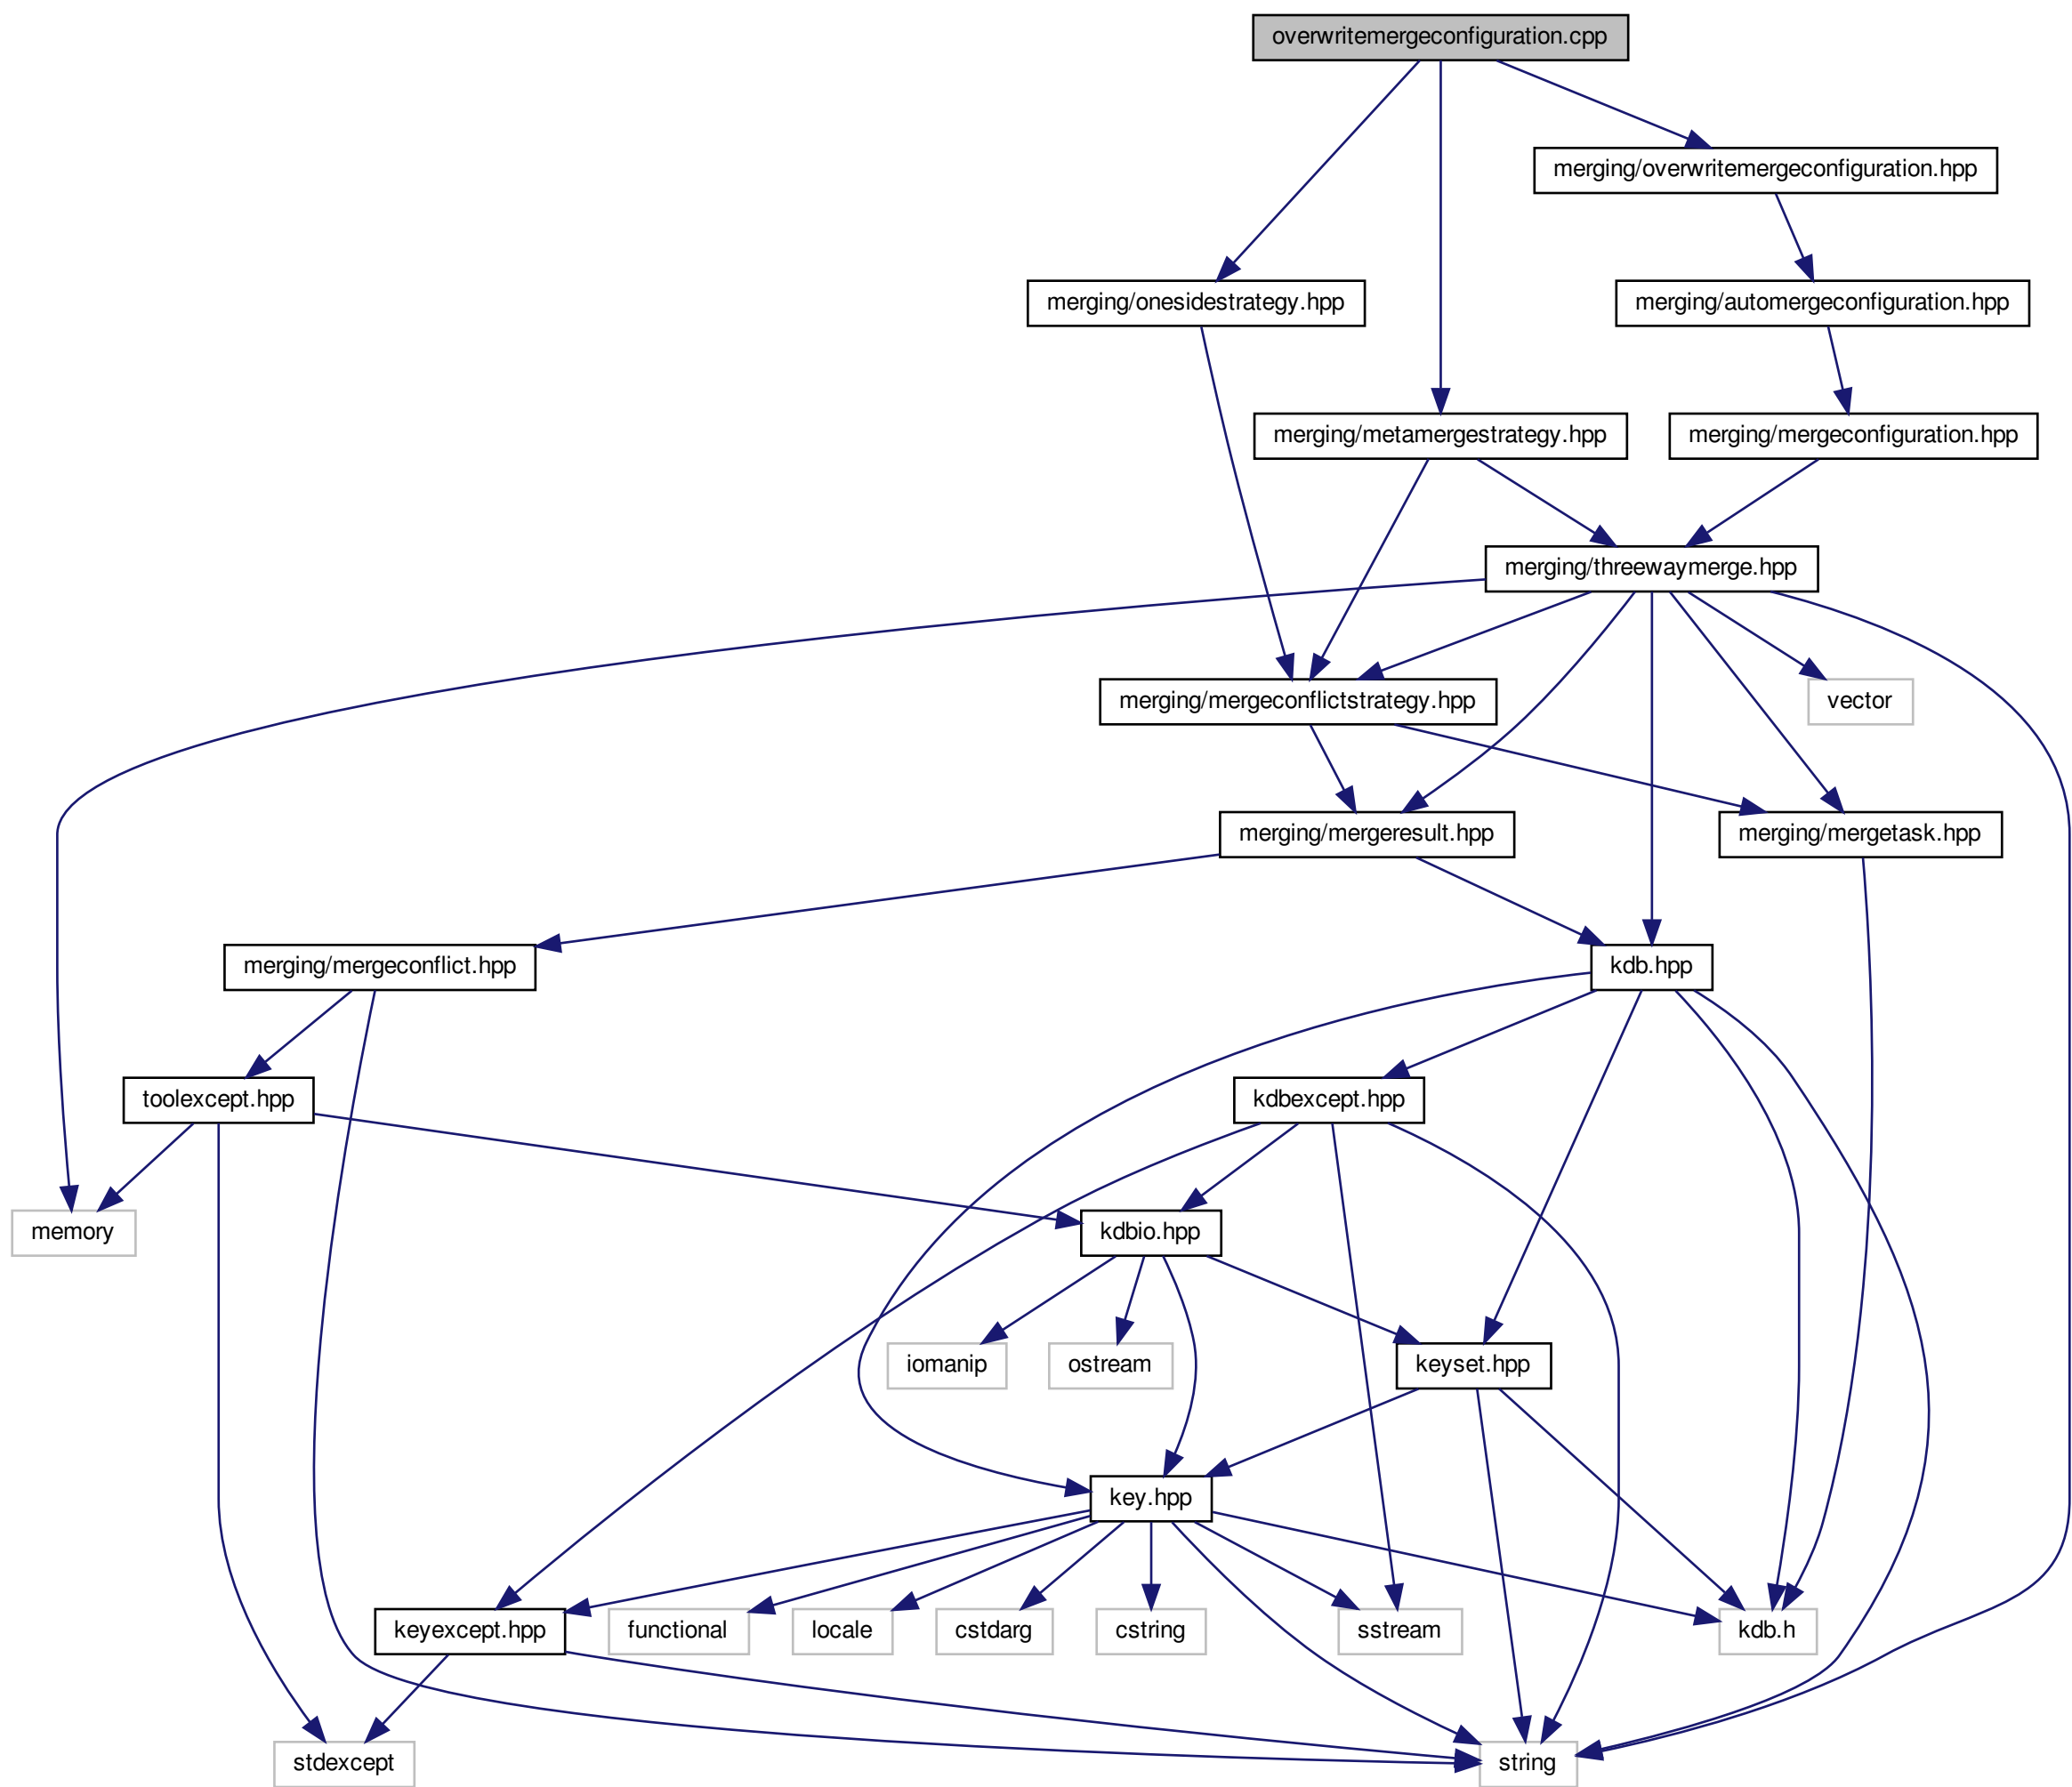 overwritemergeconfiguration.cpp
merging/overwritemergeconfiguration.hpp
merging/onesidestrategy.hpp
merging/automergeconfiguration.hpp
merging/metamergestrategy.hpp
merging/mergeconfiguration.hpp
merging/threewaymerge.hpp
merging/mergeconflictstrategy.hpp
vector
merging/mergeresult.hpp
merging/mergetask.hpp
merging/mergeconflict.hpp
kdb.hpp
toolexcept.hpp
kdbexcept.hpp
memory
kdbio.hpp
iomanip
ostream
keyset.hpp
key.hpp
keyexcept.hpp
functional
locale
cstdarg
cstring
sstream
kdb.h
stdexcept
string